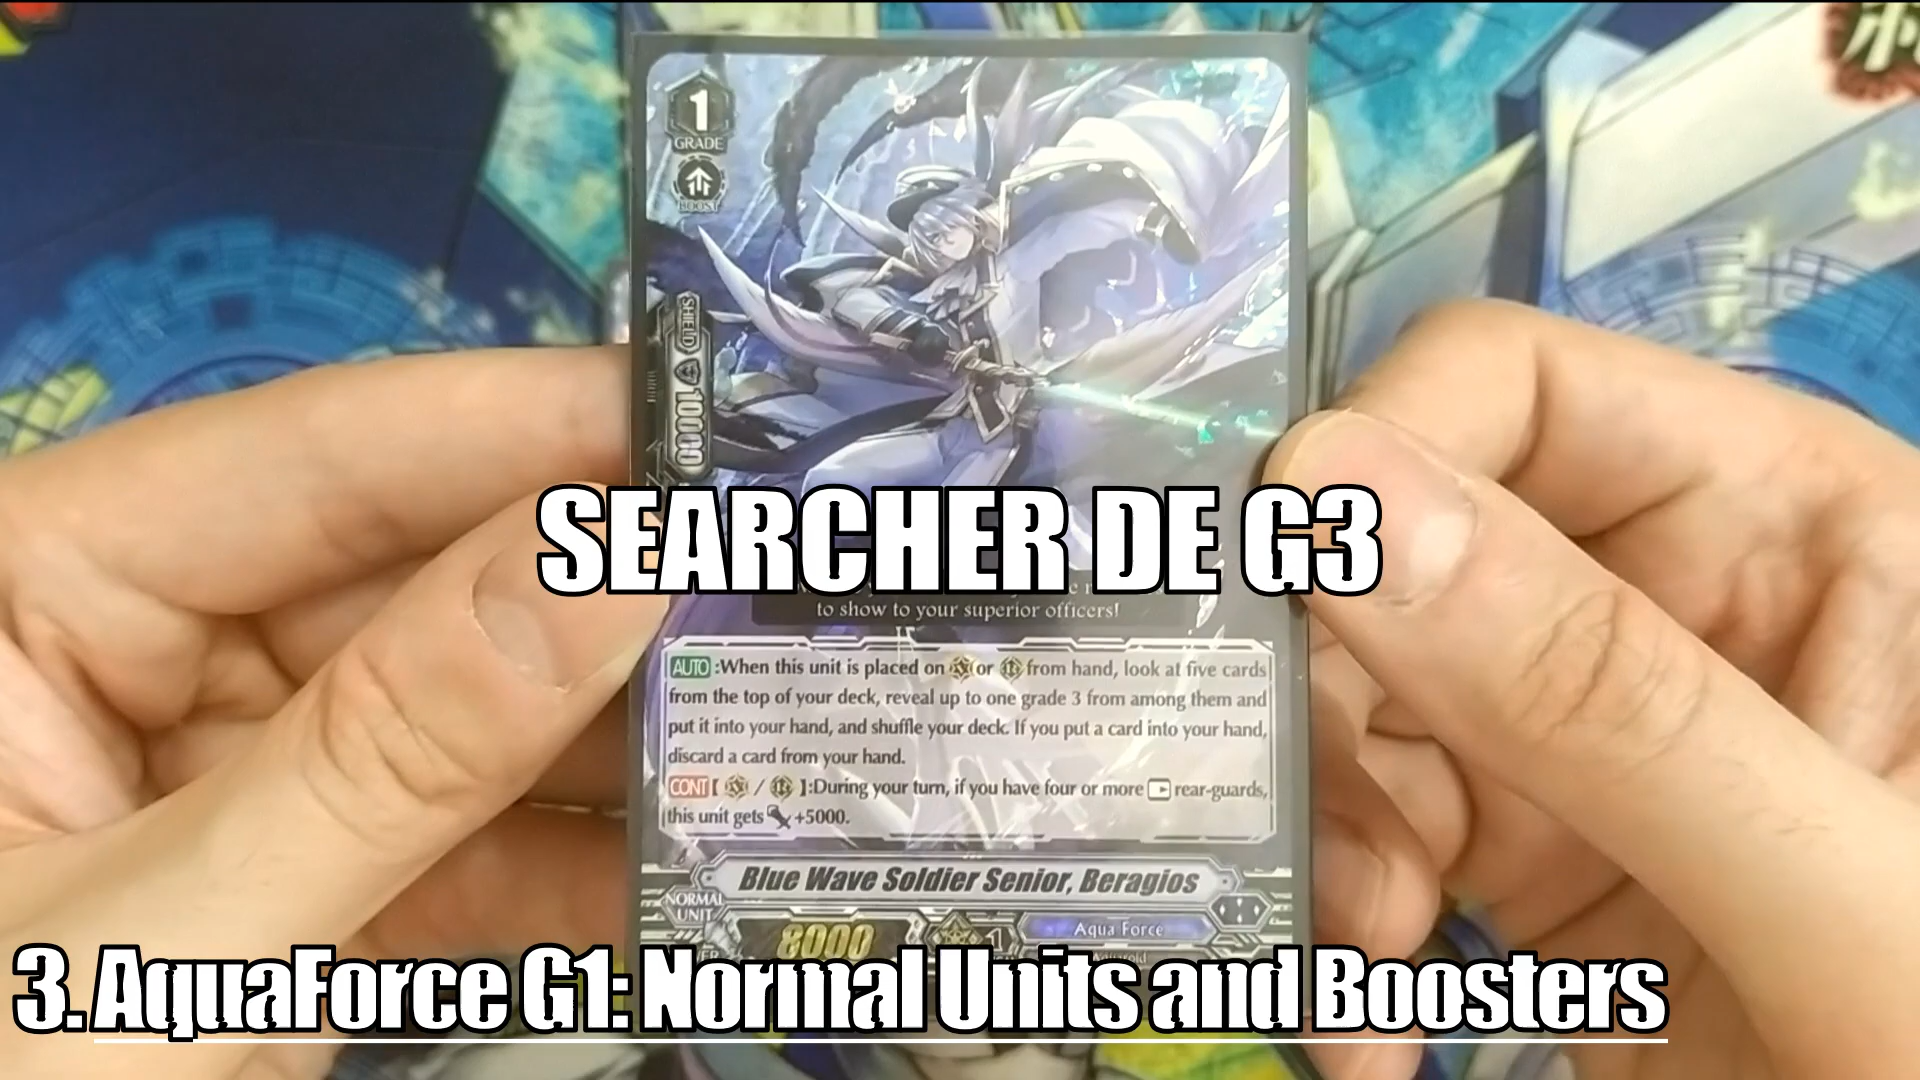 1
GRADE
BOOST
SHIELD
10000
SEARCHER DE G3
to show to your superior officers!
AUTO:When this unit is placed on or from hand, look at five cards
from the top of your deck, reveal up to one grade 3 from among them and
put it into your hand, and shuffle your deck. If you put a card into your hand,
discard a card from your hand.
CONT[ / ]:During your turn, if you have four or more rear-guards,
this unit gets +5000.
Blue Wave Soldier Senior, Beragios
NORMAL
UNIT
8000
1
Aqua Force
3. AquaForce G1: Normal Units and Boosters